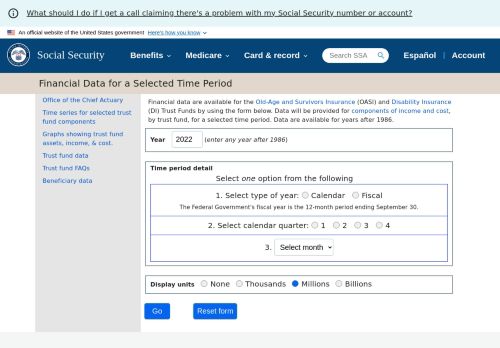 What should I do if I get a call claiming there's a problem with my Social Security number or account?
An official website of the United States government Here's how you know
Social Security
Benefits
Medicare
Card & record
Search SSA
Español
Account
Financial Data for a Selected Time Period
Office of the Chief Actuary
Time series for selected trust
fund components
Graphs showing trust fund
assets, income, & cost.
Trust fund data
Trust fund FAQs
Beneficiary data
Financial data are available for the Old-Age and Survivors Insurance (OASI) and Disability Insurance
(DI) Trust Funds by using the form below. Data will be provided for components of income and cost,
by trust fund, for a selected time period. Data are available for years after 1986.
Year 2022 (enter any year after 1986)
Time period detail
Select one option from the following
1. Select type of year: Calendar Fiscal
The Federal Government's fiscal year is the 12-month period ending September 30.
2. Select calendar quarter: 1 2 3 4
3. Select month
Display units None Thousands Millions Billions
Go Reset form